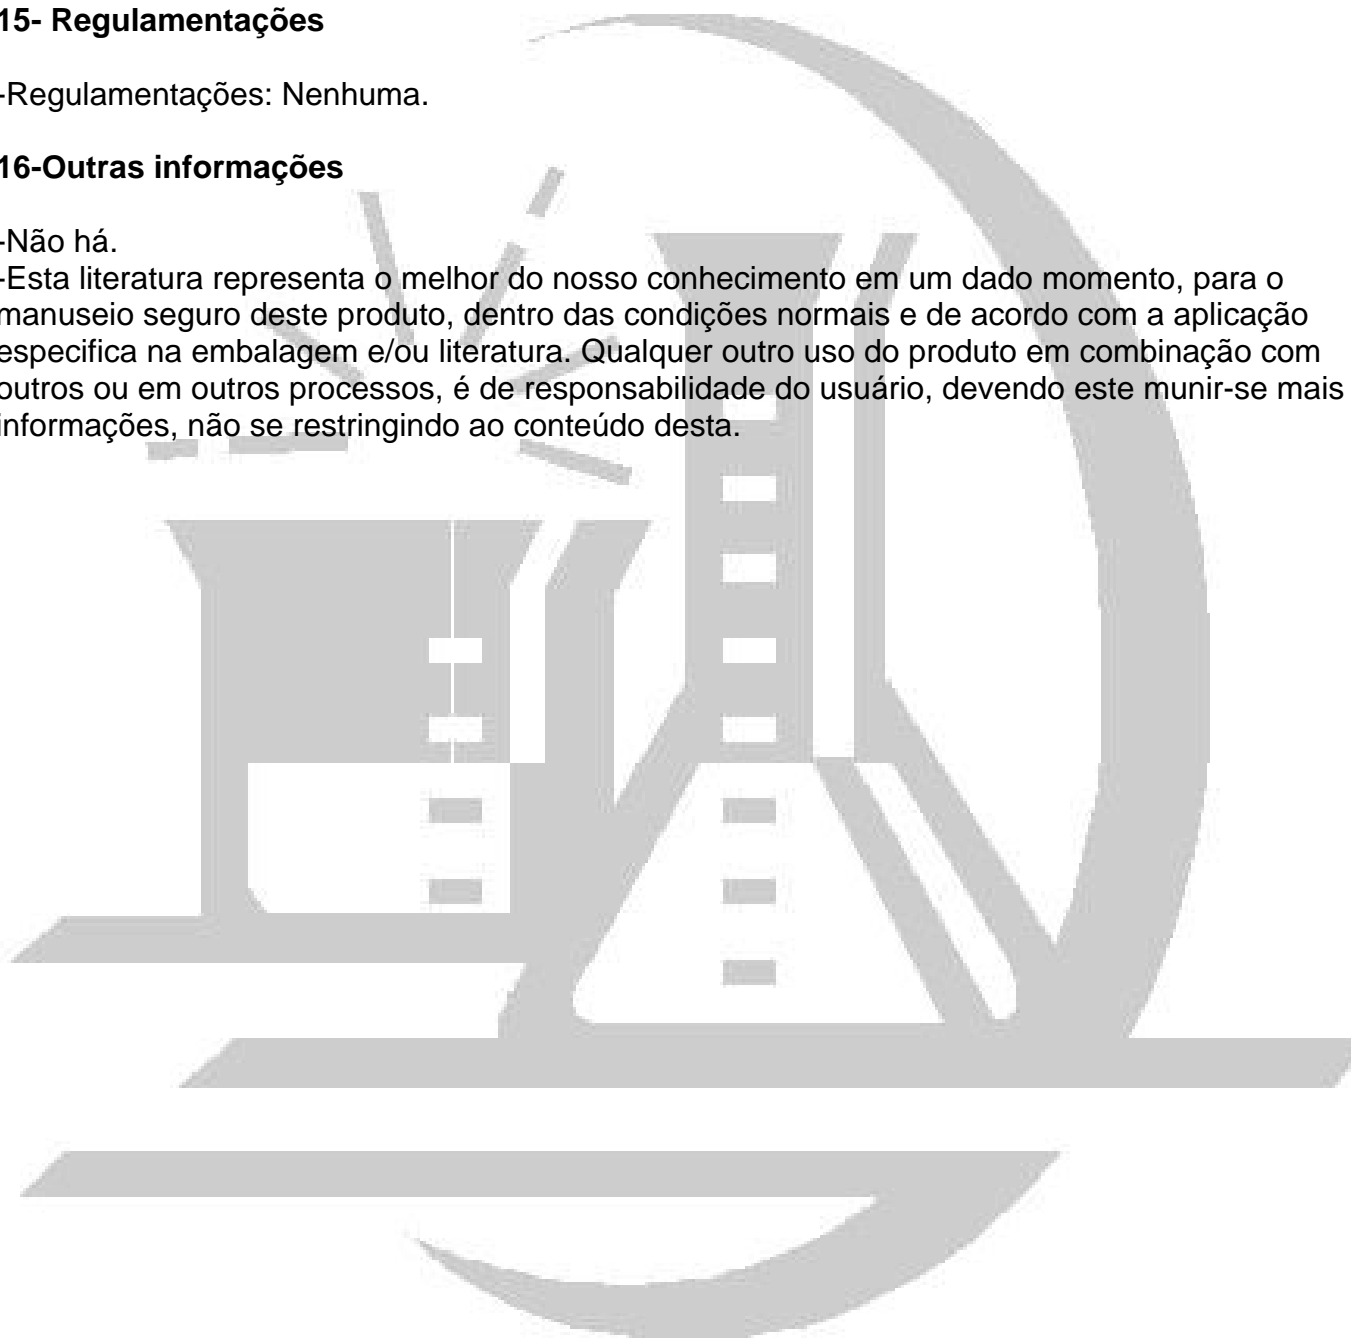 15- Regulamentações
-Regulamentações: Nenhuma.
16-Outras informações
-Não há.
-Esta literatura representa o melhor do nosso conhecimento em um dado momento, para o
manuseio seguro deste produto, dentro das condições normais e de acordo com a aplicação
especifica na embalagem e/ou literatura. Qualquer outro uso do produto em combinação com
outros ou em outros processos, é de responsabilidade do usuário, devendo este munir-se mais
informações, não se restringindo ao conteúdo desta.